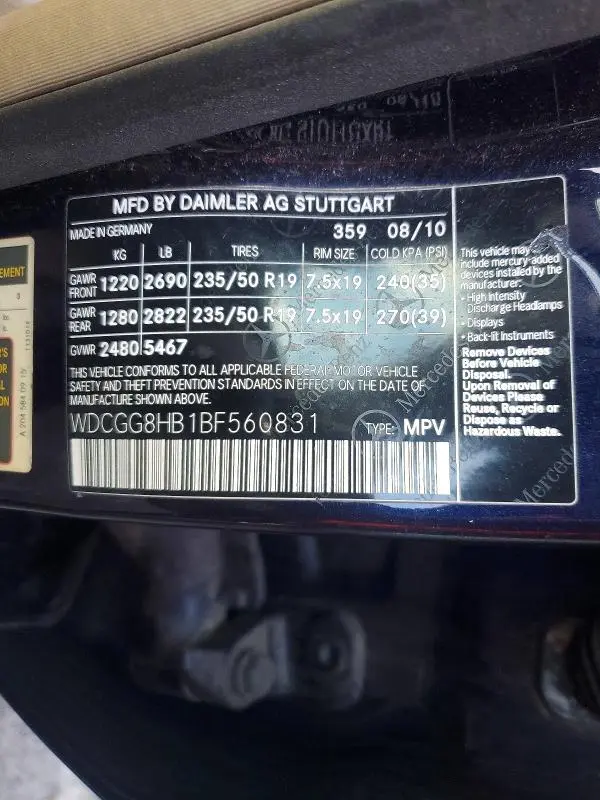 MFD BY DAIMLER AG STUTTGART
MADE IN GERMANY 359 08/10
KG LB TIRES RIM SIZE COLD KPA (PSI)
GAWR FRONT 1220 2690 235/50 R19 7.5x19 240(35)
GAWR REAR 1280 2822 235/50 R19 7.5x19 270(39)
GVWR 2480 5467
THIS VEHICLE CONFORMS TO ALL APPLICABLE FEDERAL MOTOR VEHICLE
SAFETY AND THEFT PREVENTION STANDARDS IN EFFECT ON THE DATE OF
MANUFACTURE SHOWN ABOVE.
WDCGG8HB1BF560831 TYPE: MPV
This vehicle may
include mercury-added
devices installed by the
manufacturer:
- High Intensity
Discharge Headlamps
- Displays
- Back-lit Instruments
Remove Devices
Before Vehicle
Disposal.
Upon Removal of
Devices Please
Reuse, Recycle or
Dispose as
Hazardous Waste.